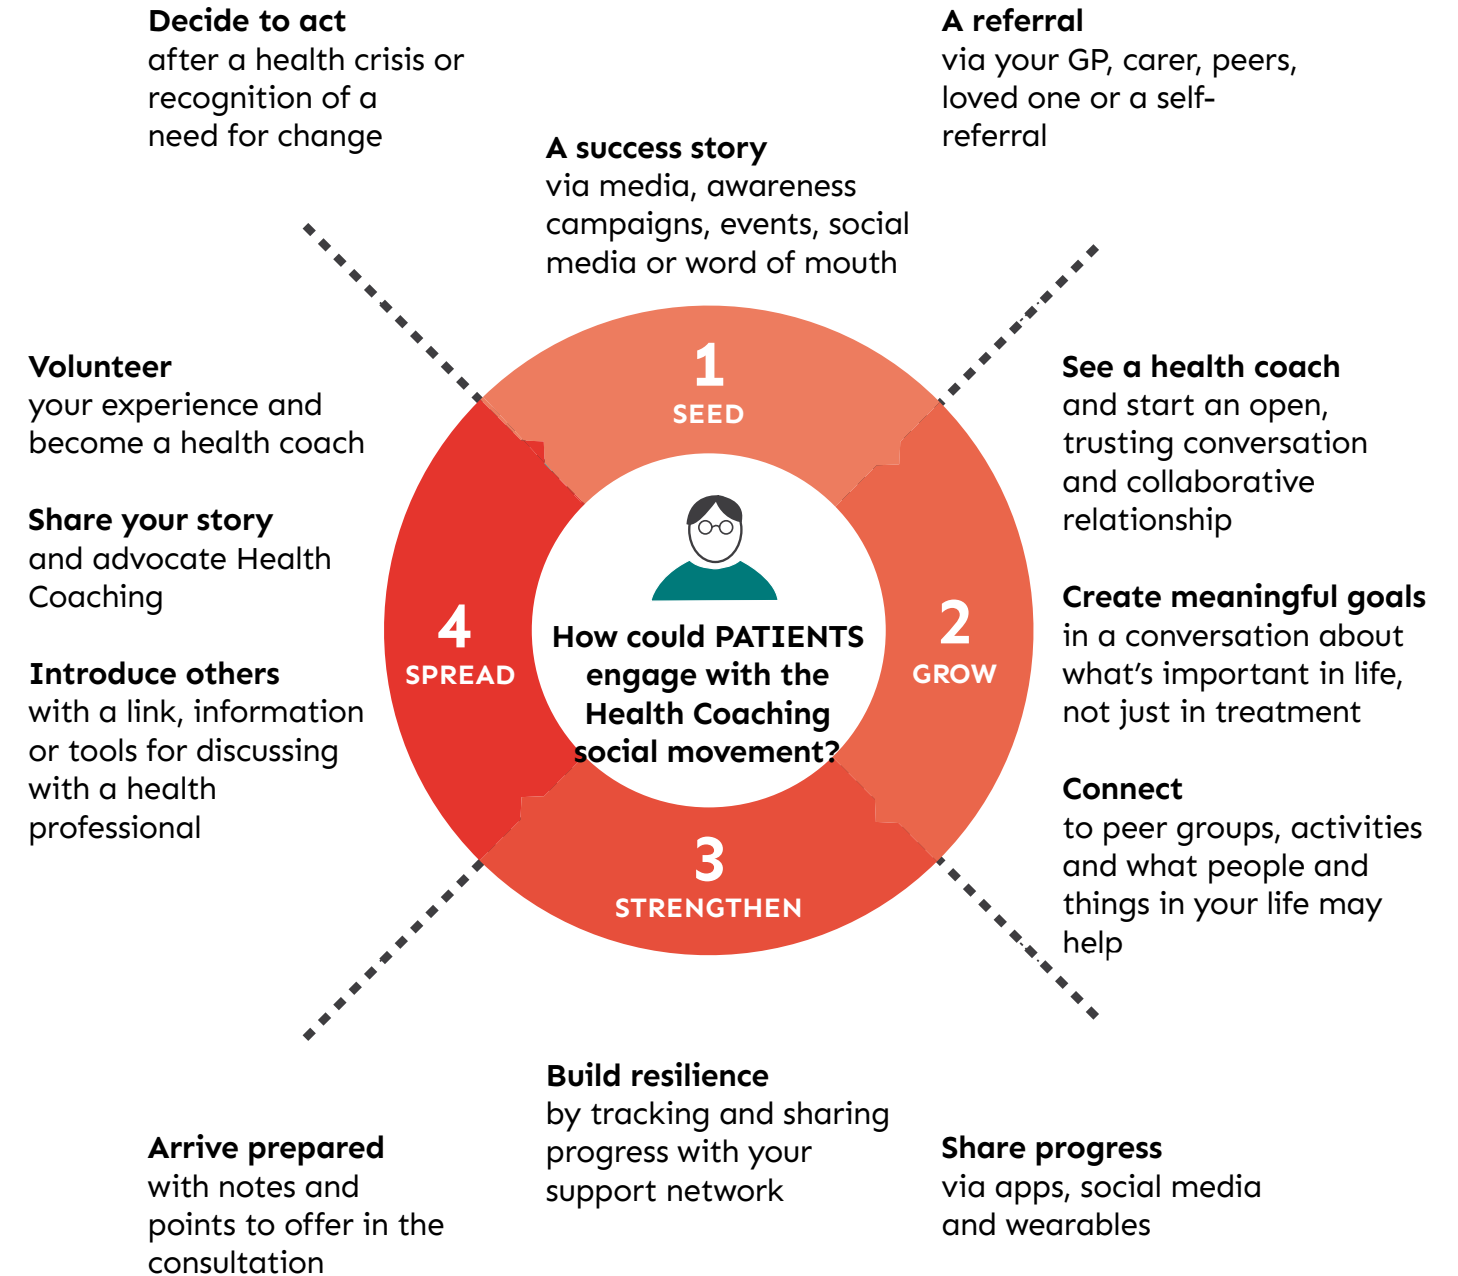 Decide to act
after a health crisis or
recognition of a
need for change
A success story
via media, awareness
campaigns, events, social
media or word of mouth
A referral
via your GP, carer, peers,
loved one or a self-
referral
1
SEED
See a health coach
and start an open,
trusting conversation
and collaborative
relationship
Create meaningful goals
in a conversation about
what’s important in life,
not just in treatment
Connect
to peer groups, activities
and what people and
things in your life may
help
2
GROW
How could PATIENTS
engage with the
Health Coaching
social movement?
3
STRENGTHEN
Arrive prepared
with notes and
points to offer in the
consultation
Build resilience
by tracking and sharing
progress with your
support network
Share progress
via apps, social media
and wearables
4
SPREAD
Volunteer
your experience and
become a health coach
Share your story
and advocate Health
Coaching
Introduce others
with a link, information
or tools for discussing
with a health
professional